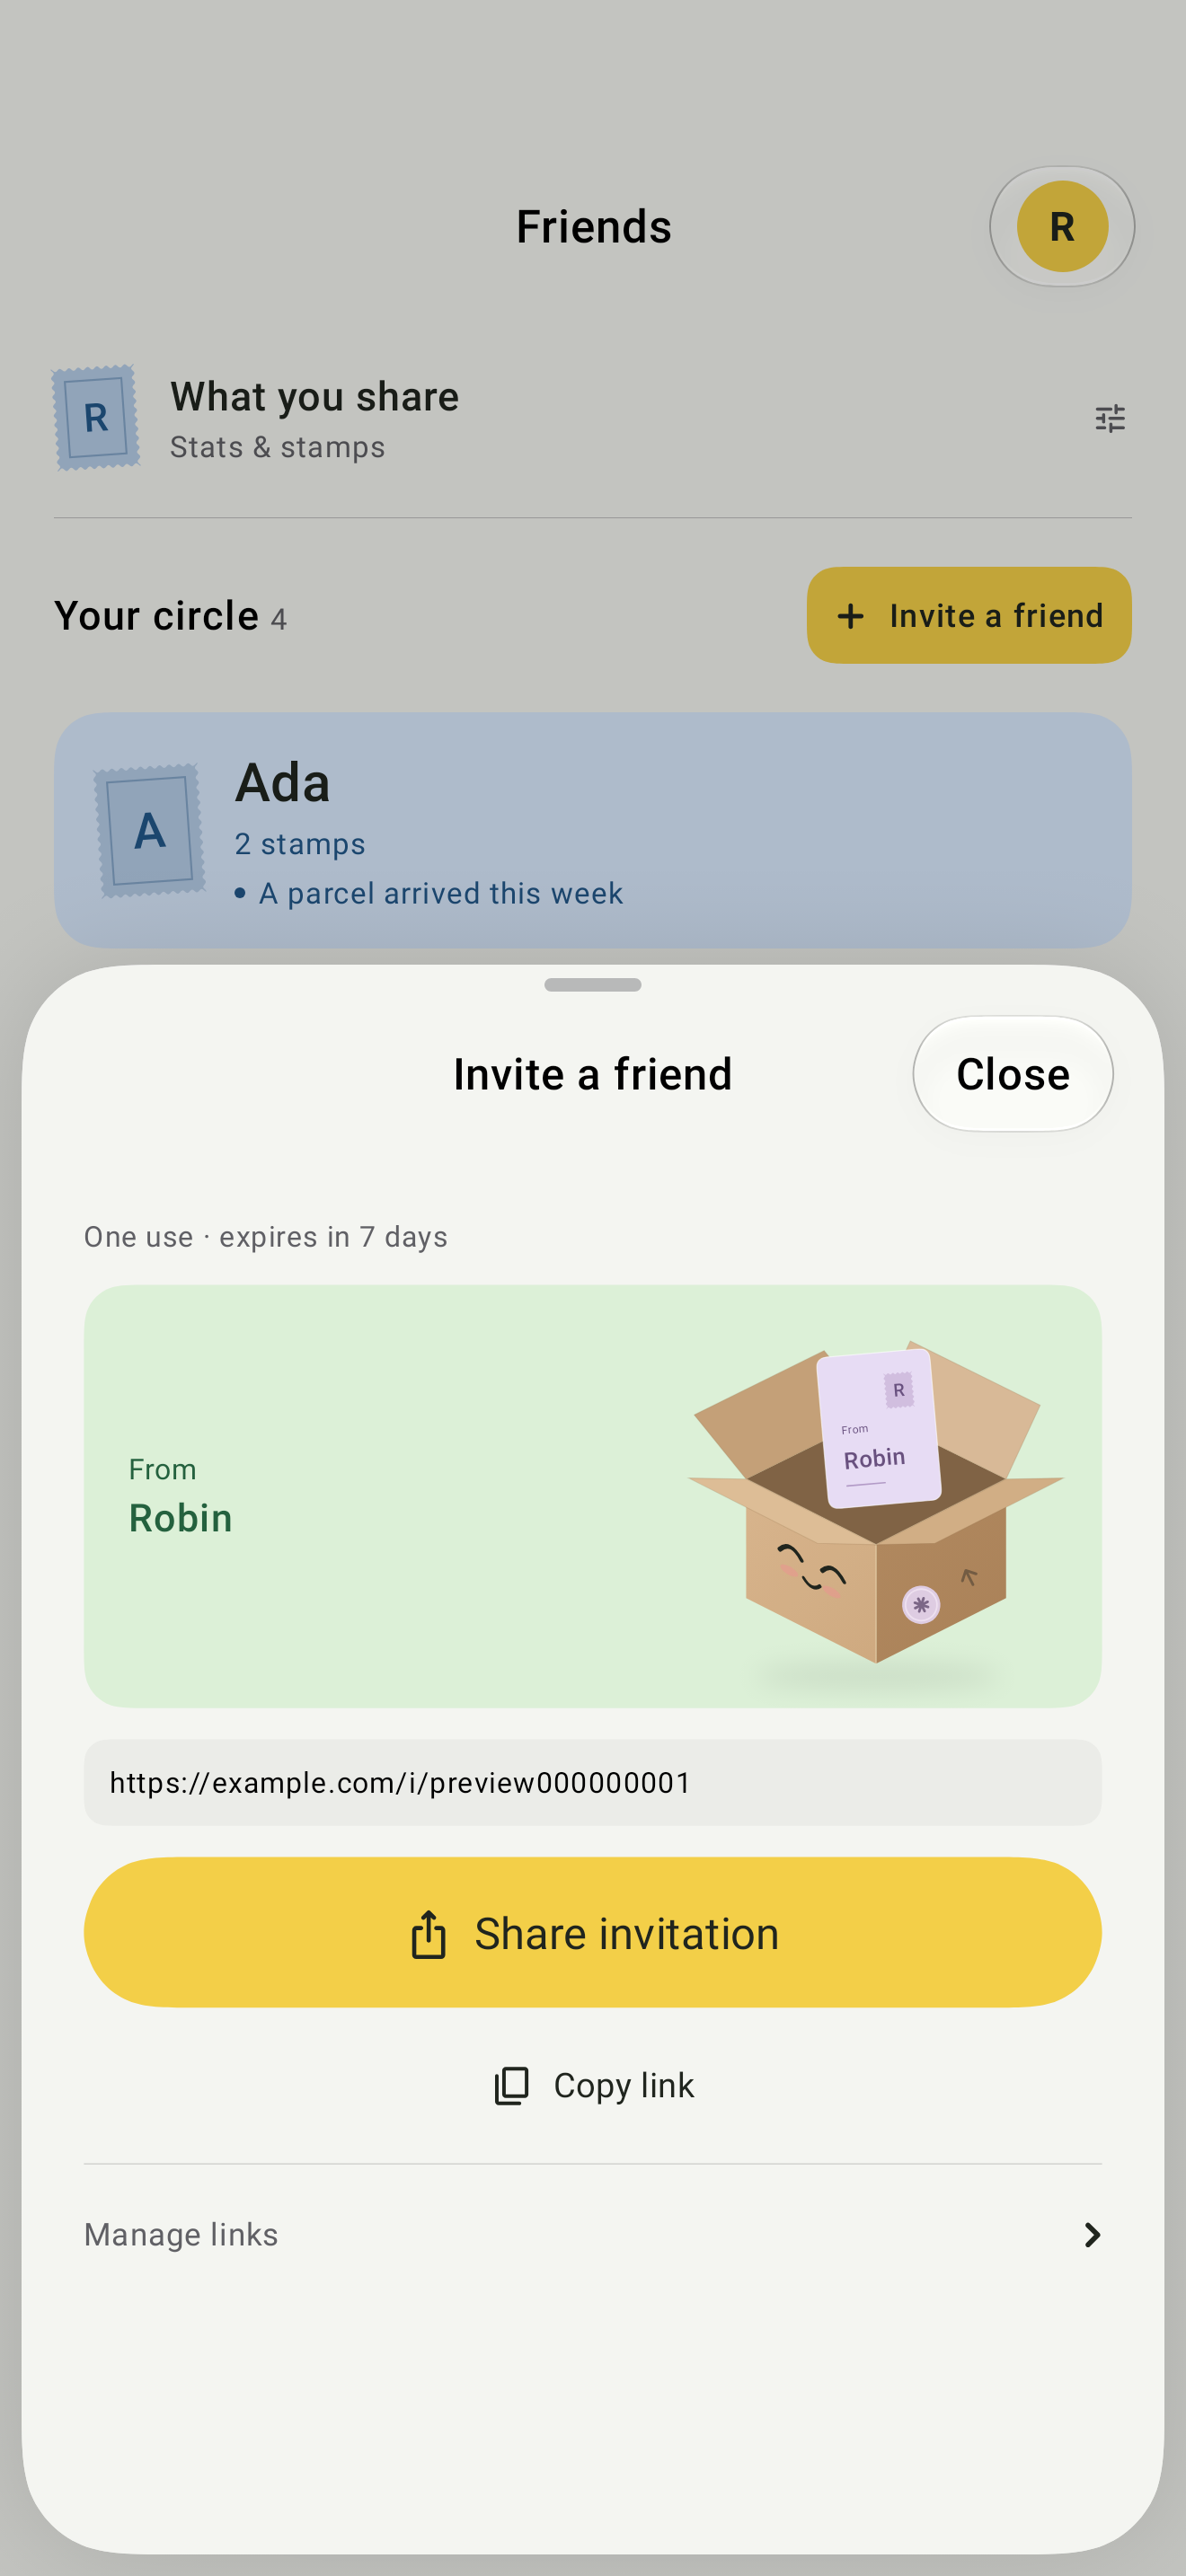 Friends
R
R
What you share
Stats & stamps
Your circle 4
Invite a friend
A
Ada
2 stamps
A parcel arrived this week
Invite a friend
Close
One use · expires in 7 days
From
Robin
R
From
Robin
https://example.com/i/preview000000001
Share invitation
Copy link
Manage links